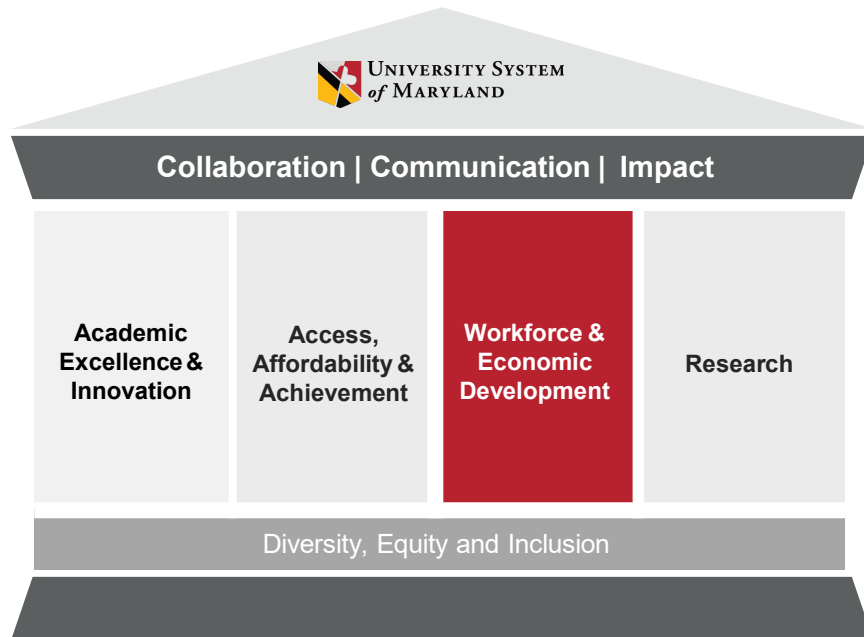 UNIVERSITY SYSTEM
of MARYLAND
Collaboration | Communication | Impact
Academic
Excellence &
Innovation
Access,
Affordability &
Achievement
Workforce &
Economic
Development
Research
Diversity, Equity and Inclusion